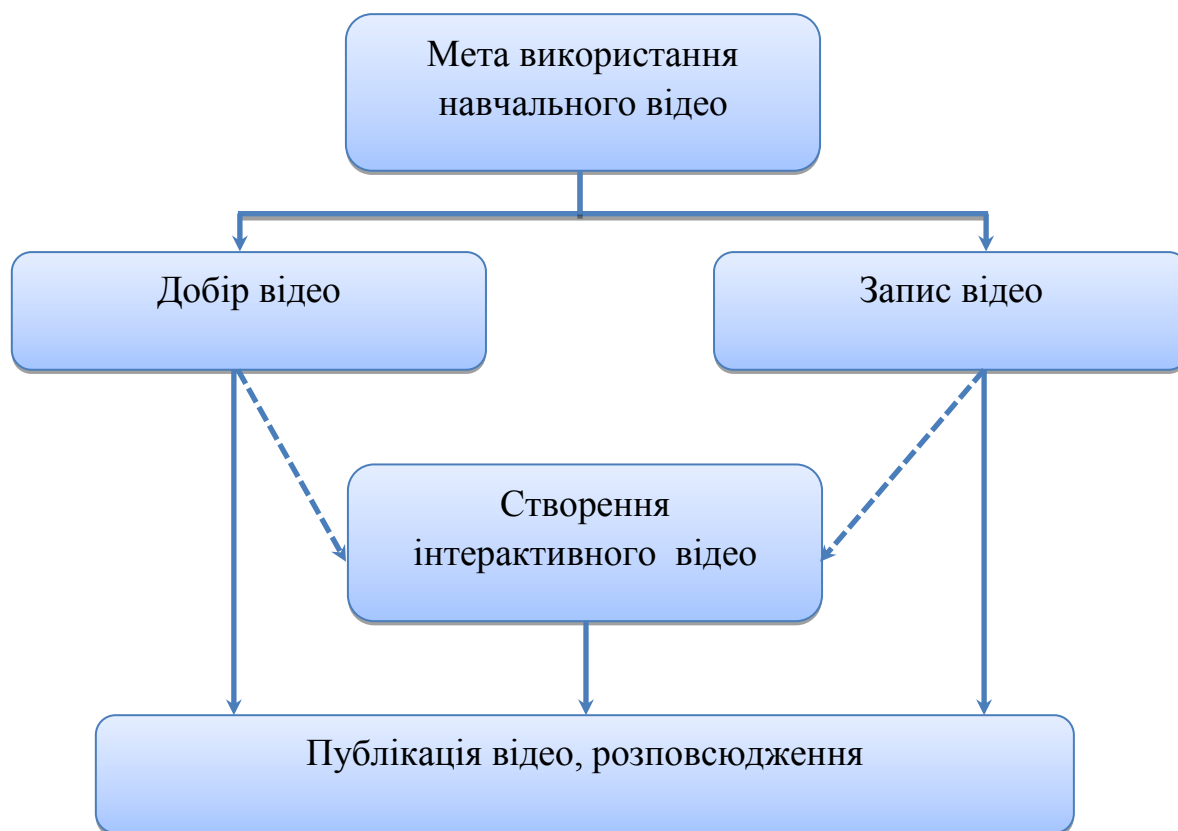 Мета використання
навчального відео
Добір відео
Запис відео
Створення
інтерактивного  відео
Публікація відео, розповсюдження